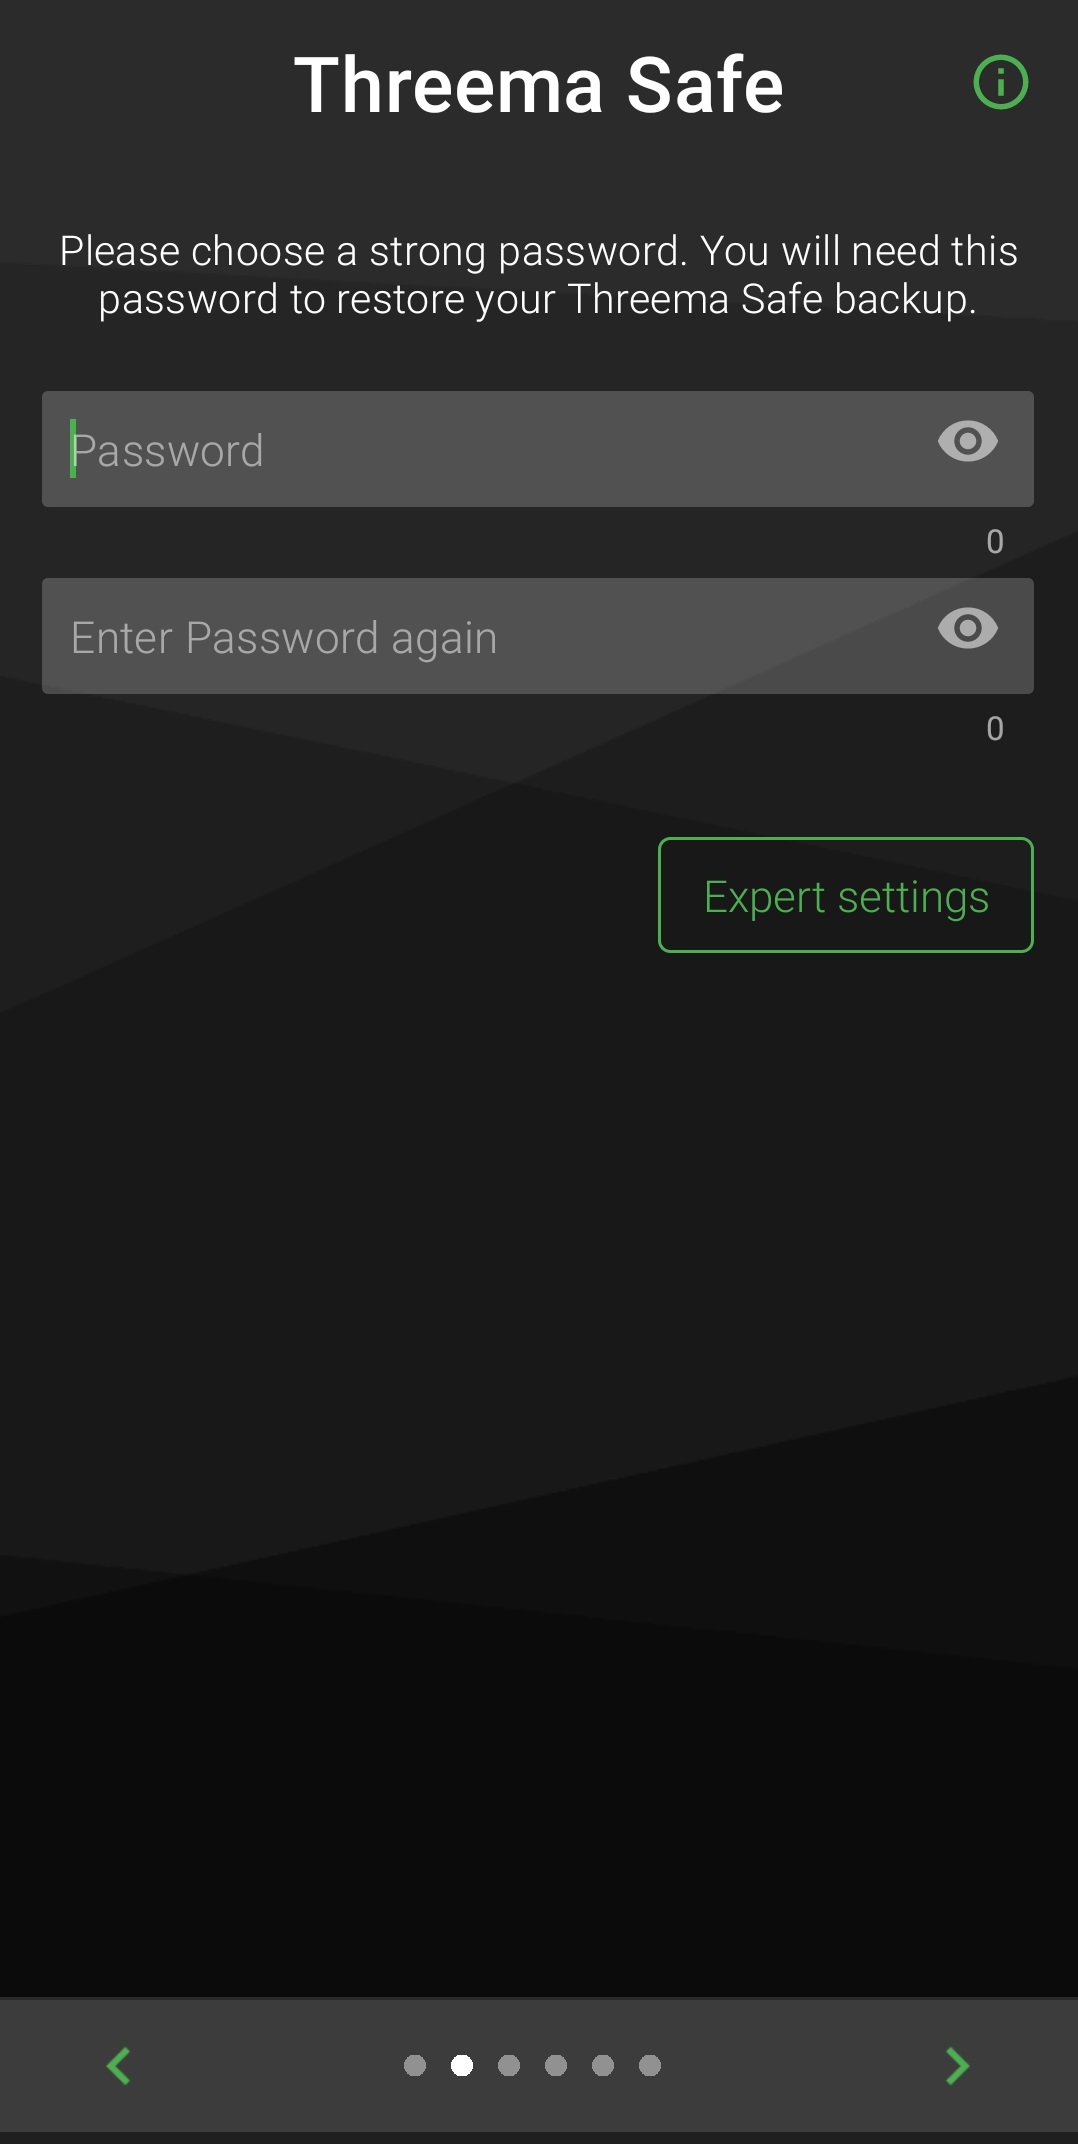 Threema Safe
Please choose a strong password. You will need this
password to restore your Threema Safe backup.
Password
0
Enter Password again
0
Expert settings